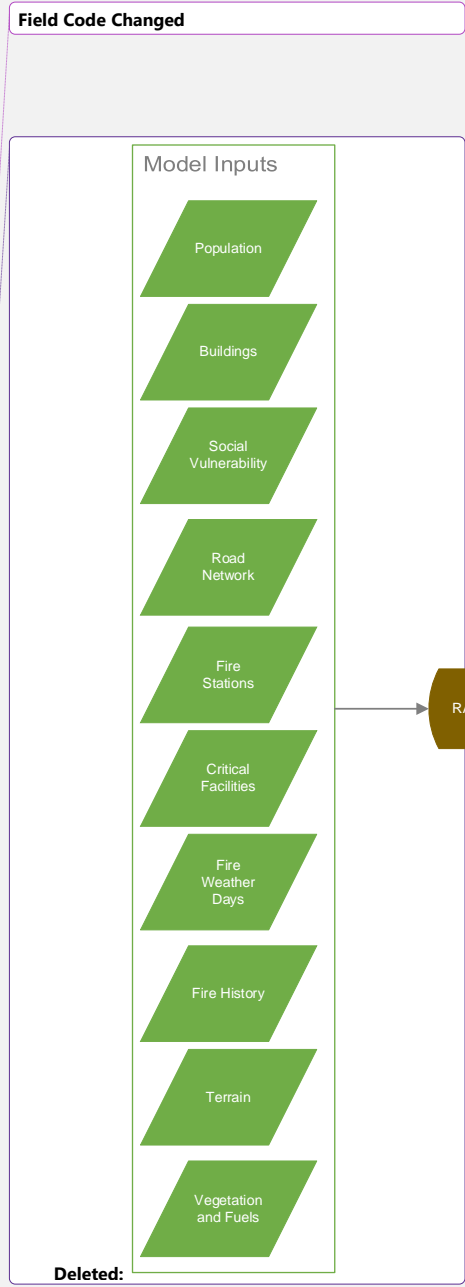 Field Code Changed
Model Inputs
Population
Buildings
Social
Vulnerability
Road
Network
Fire
Stations
RA
Critical
Facilities
Fire
Weather
Days
Fire History
Terrain
Vegetation
and Fuels
Deleted: